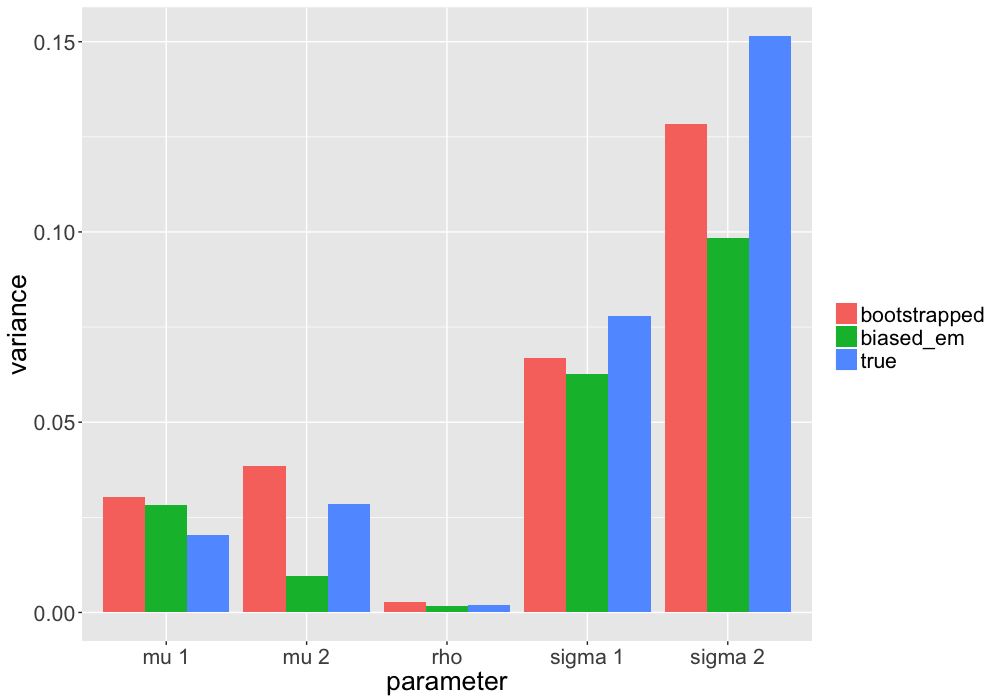 variance
0.15
0.10
0.05
0.00
mu 1
mu 2
rho
sigma 1
sigma 2
parameter
bootstrapped
biased_em
true